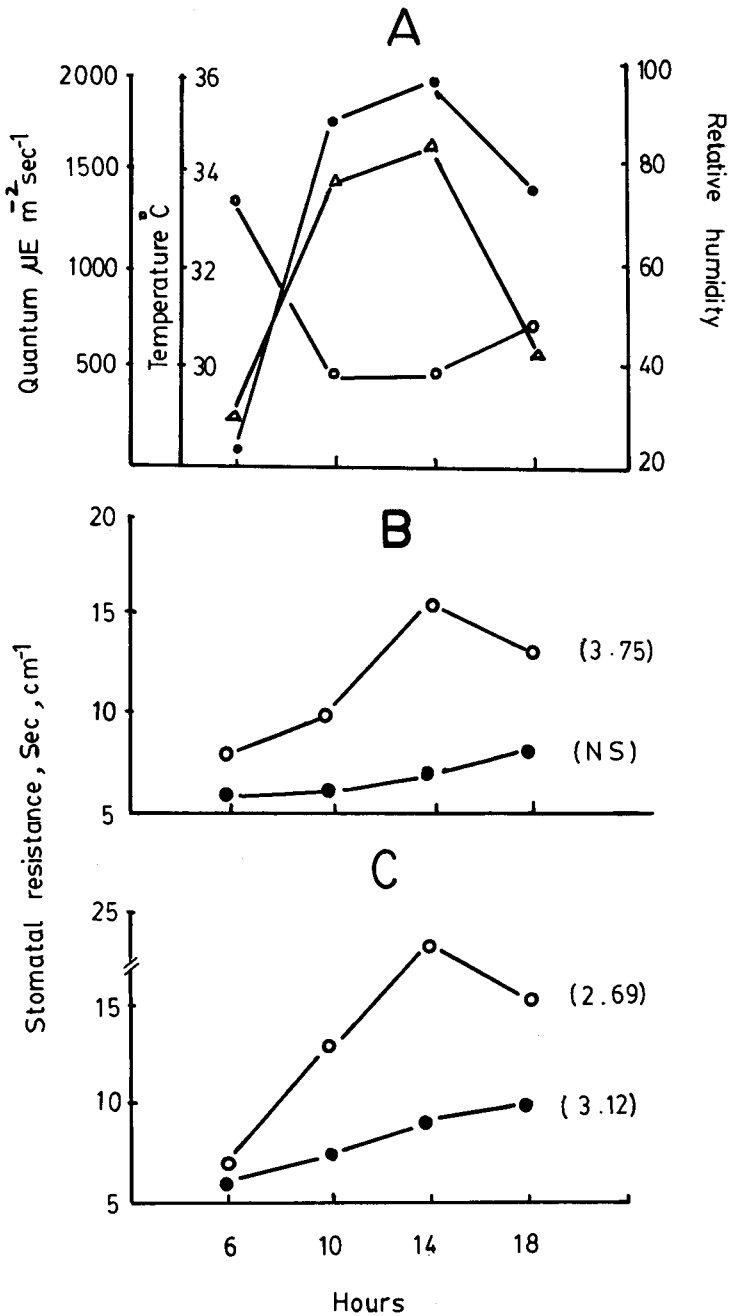 A
Quantum µE m⁻² sec⁻¹
2000
1500
1000
500
Temperature °C
36
34
32
30
100
80
60
40
20
Relative humidity
B
Stomatal resistance, Sec, cm⁻¹
20
15
10
5
(3.75)
(NS)
C
25
15
10
5
(2.69)
(3.12)
6 10 14 18
Hours